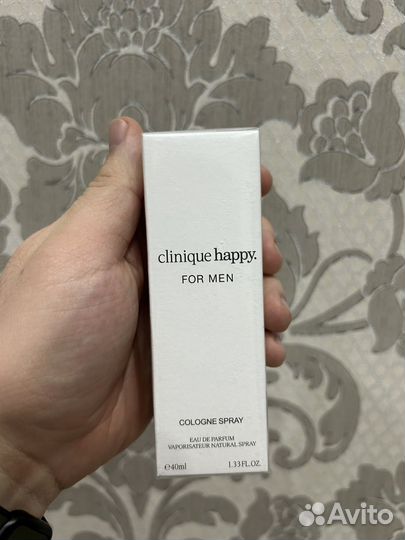 clinique happy.
FOR MEN
COLOGNE SPRAY
EAU DE PARFUM
VAPORISATEUR NATURAL SPRAY
℮40ml 1.33 FL.OZ.
Avito